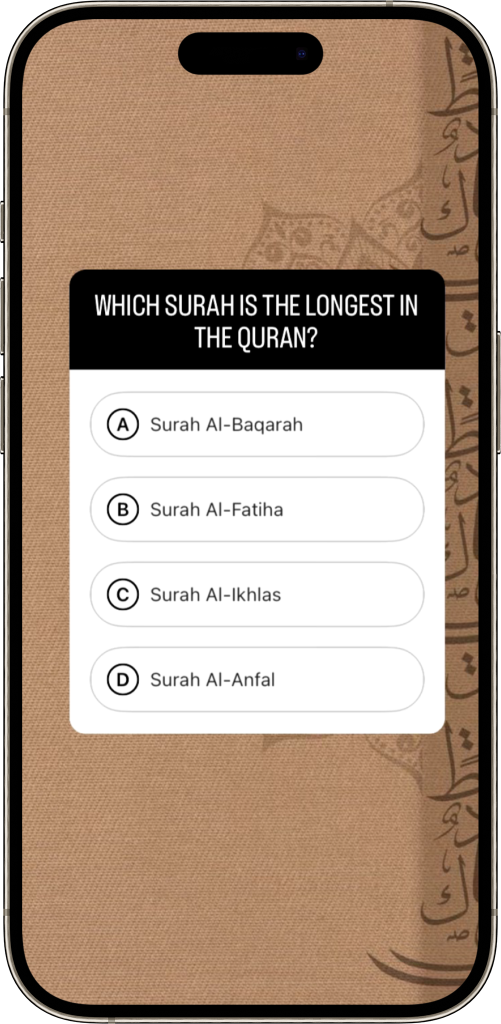 WHICH SURAH IS THE LONGEST IN
THE QURAN?
A Surah Al-Baqarah
B Surah Al-Fatiha
C Surah Al-Ikhlas
D Surah Al-Anfal